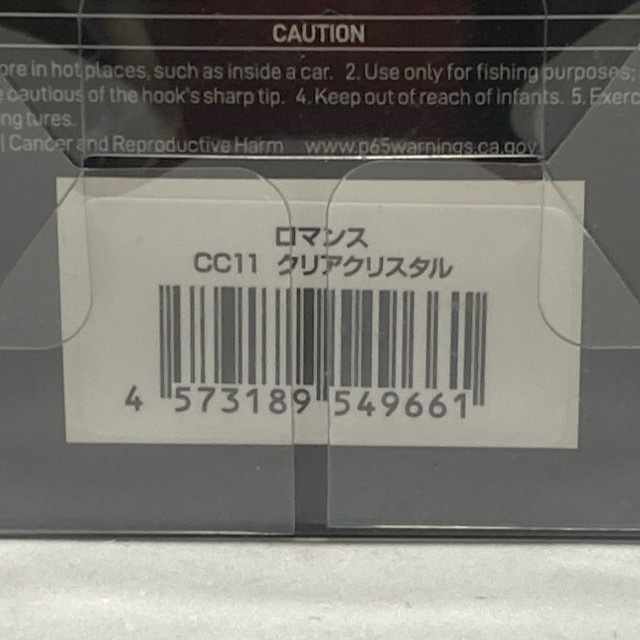 CAUTION
ore in hot places, such as inside a car. 2. Use only for fishing purposes.
cautious of the hook's sharp tip. 4. Keep out of reach of infants. 5. Exerc
ng tures.
l Cancer and Reproductive Harm www.p65warnings.ca.gov
ロマンス
CC11 クリアクリスタル
4 573189 549661